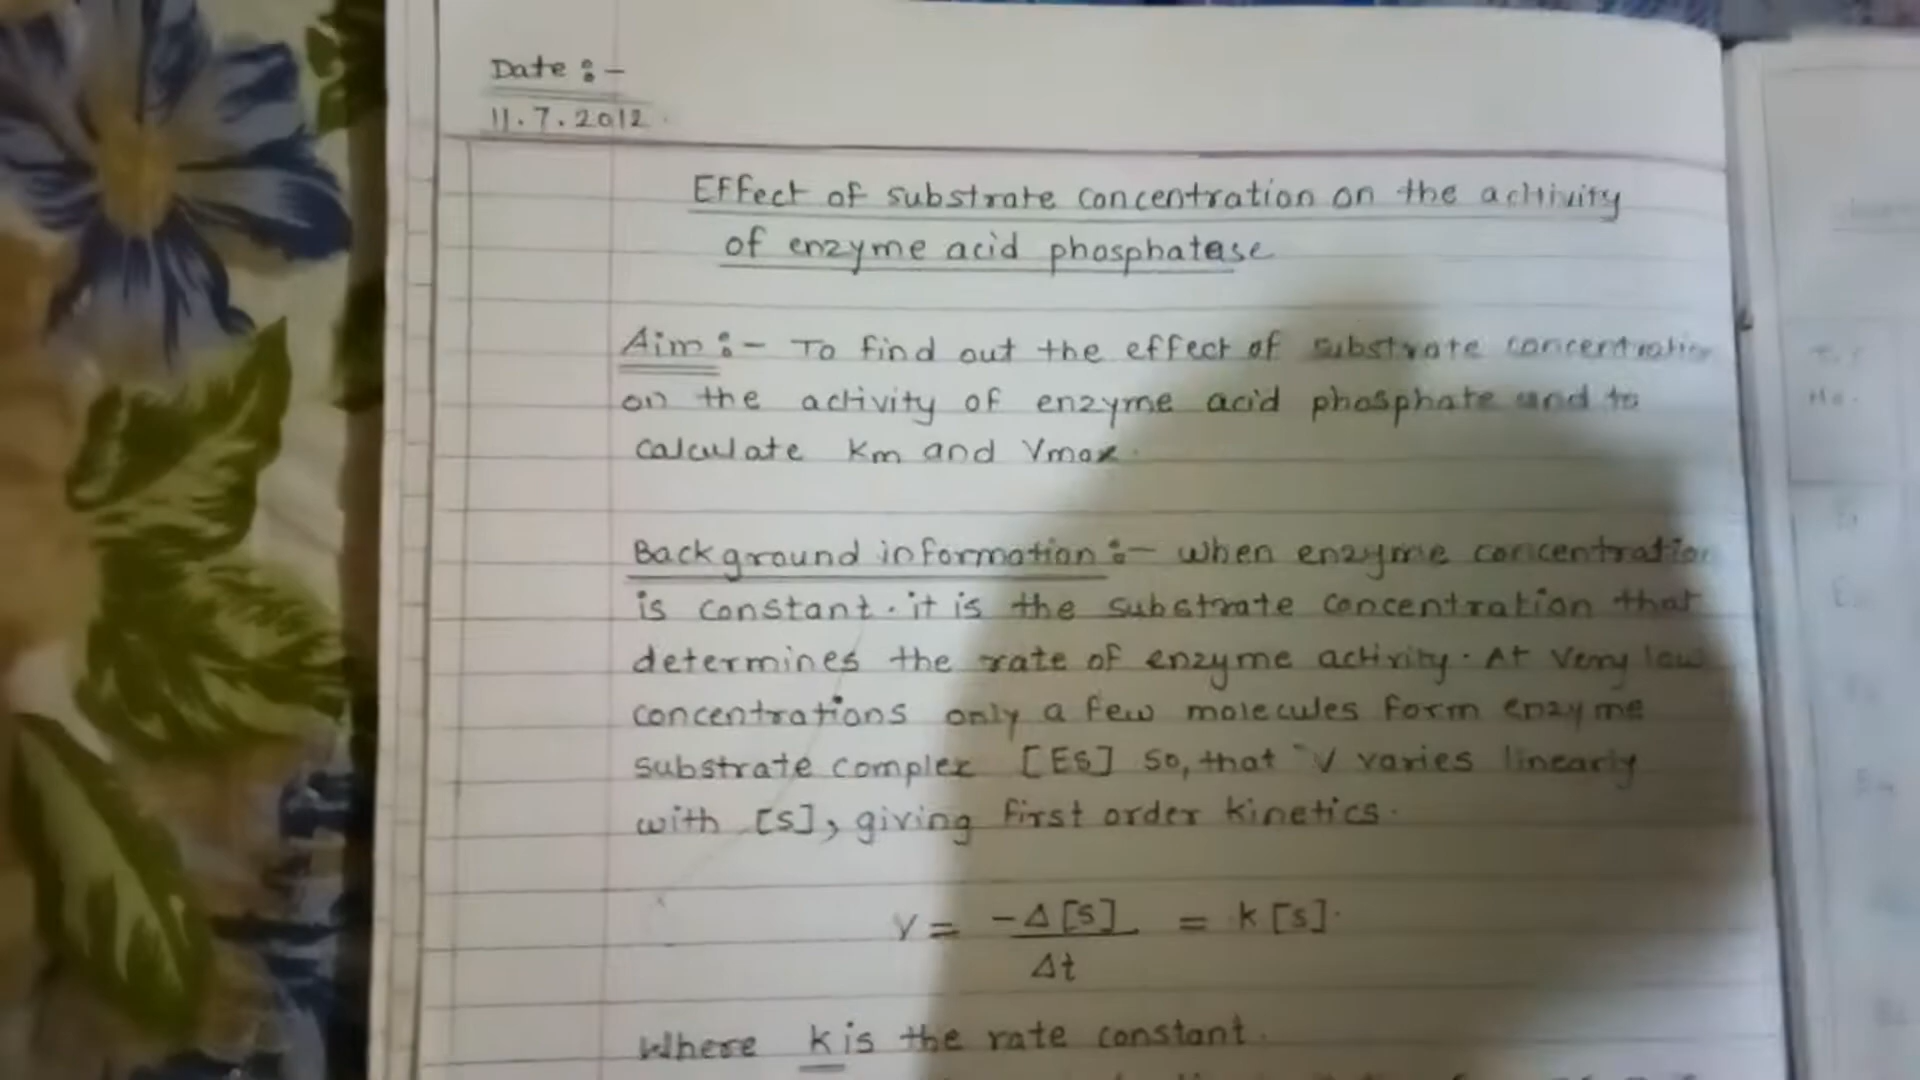 Date :-
11.7.2012
Effect of substrate concentration on the activity
of enzyme acid phosphatase
Aim :- To find out the effect of substrate concentration
on the activity of enzyme acid phosphate and to
calculate Km and Vmax.
Background information :- when enzyme concentration
is constant. it is the substrate concentration that
determines the rate of enzyme activity. At very low
concentrations only a few molecules form enzyme
substrate complex [ES] so, that V varies linearly
with [S], giving first order kinetics.
V = -Δ[S] / Δt = k[S].
Where k is the rate constant.